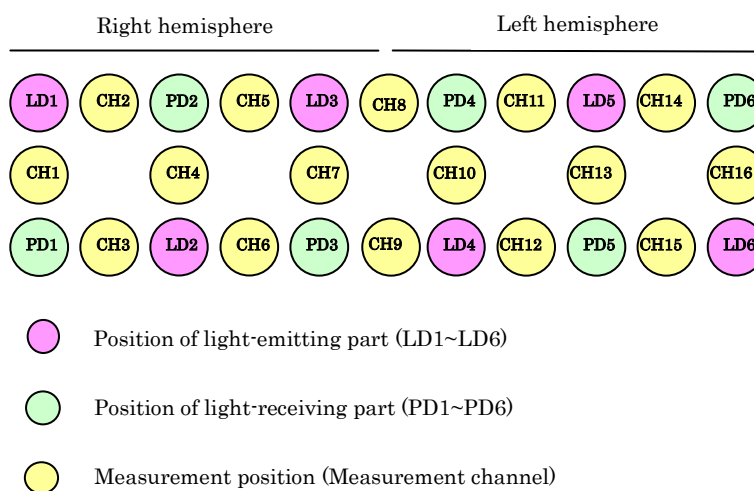 Right hemisphere
Left hemisphere
LD1 CH2 PD2 CH5 LD3 CH8 PD4 CH11 LD5 CH14 PD6
CH1 CH4 CH7 CH10 CH13 CH16
PD1 CH3 LD2 CH6 PD3 CH9 LD4 CH12 PD5 CH15 LD6
Position of light-emitting part (LD1~LD6)
Position of light-receiving part (PD1~PD6)
Measurement position (Measurement channel)